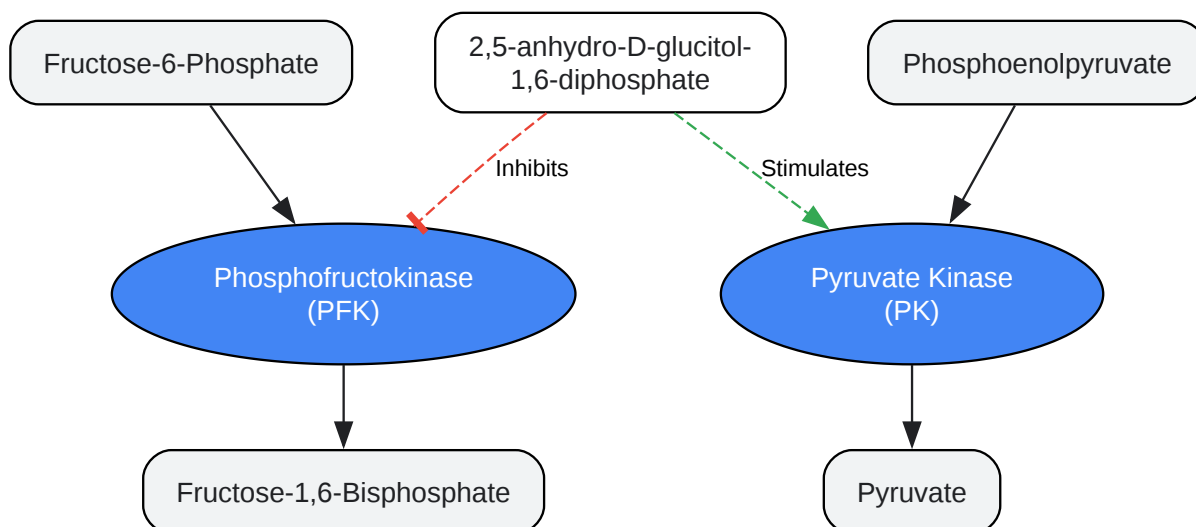 Fructose-6-Phosphate
2,5-anhydro-D-glucitol-
1,6-diphosphate
Phosphoenolpyruvate
Inhibits
Stimulates
Phosphofructokinase
(PFK)
Pyruvate Kinase
(PK)
Fructose-1,6-Bisphosphate
Pyruvate